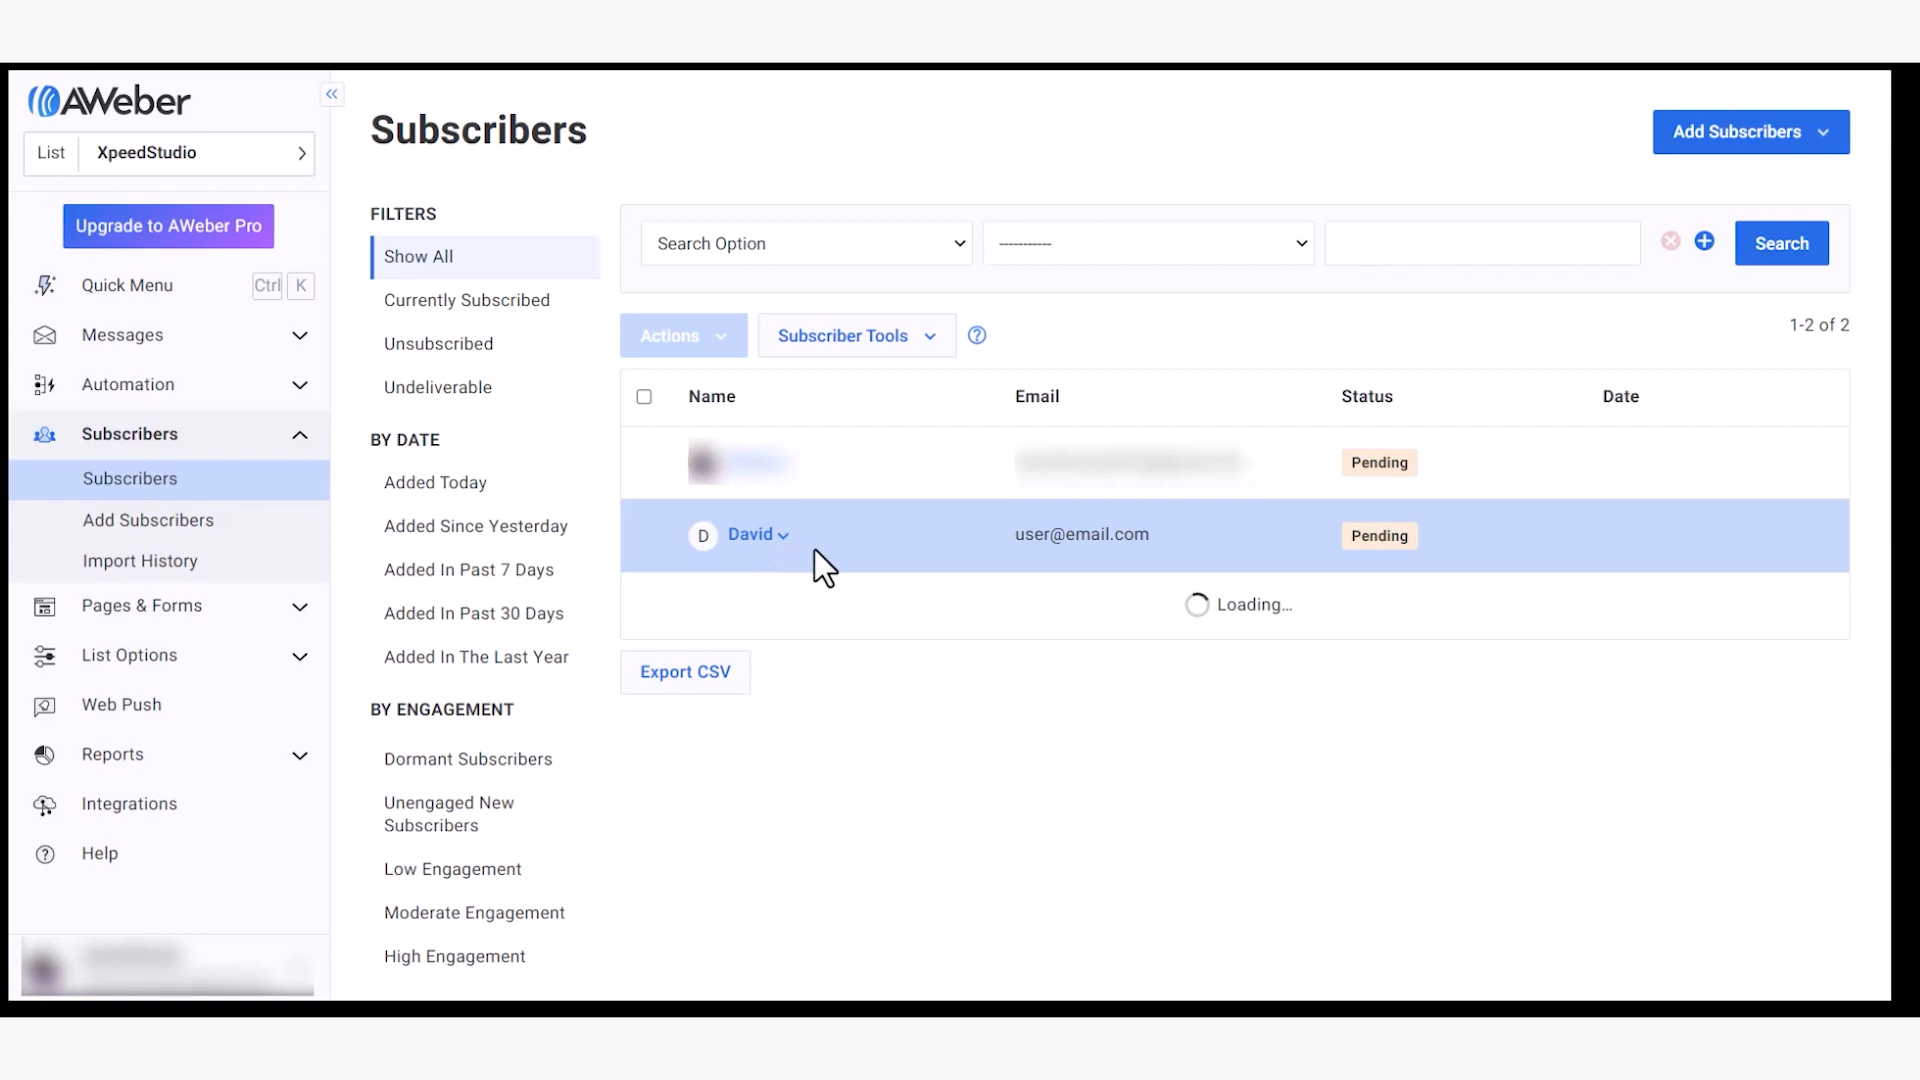 AWeber
List XpeedStudio
Upgrade to AWeber Pro
Quick Menu Ctrl K
Messages
Automation
Subscribers
Subscribers
Add Subscribers
Import History
Pages & Forms
List Options
Web Push
Reports
Integrations
Help
Subscribers
Add Subscribers
FILTERS
Show All
Currently Subscribed
Unsubscribed
Undeliverable
BY DATE
Added Today
Added Since Yesterday
Added In Past 7 Days
Added In Past 30 Days
Added In The Last Year
BY ENGAGEMENT
Dormant Subscribers
Unengaged New
Subscribers
Low Engagement
Moderate Engagement
High Engagement
Search Option ----------- Search
Actions Subscriber Tools
1-2 of 2
Name Email Status Date
Pending
D David user@email.com Pending
Loading...
Export CSV